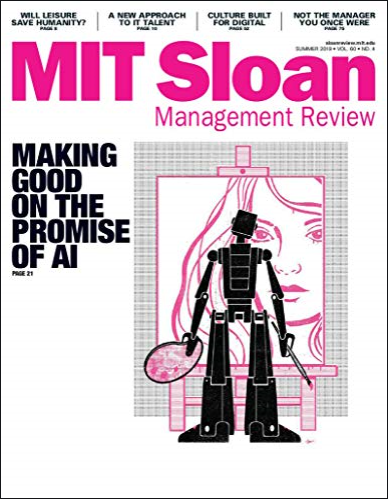 WILL LEISURE
SAVE HUMANITY?
PAGE 8
A NEW APPROACH
TO IT TALENT
PAGE 10
CULTURE BUILT
FOR DIGITAL
PAGE 52
NOT THE MANAGER
YOU ONCE WERE
PAGE 76
sloanreview.mit.edu
SUMMER 2019 • VOL. 60 • NO. 4
MIT Sloan
Management Review
MAKING
GOOD
ON THE
PROMISE
OF AI
PAGE 21